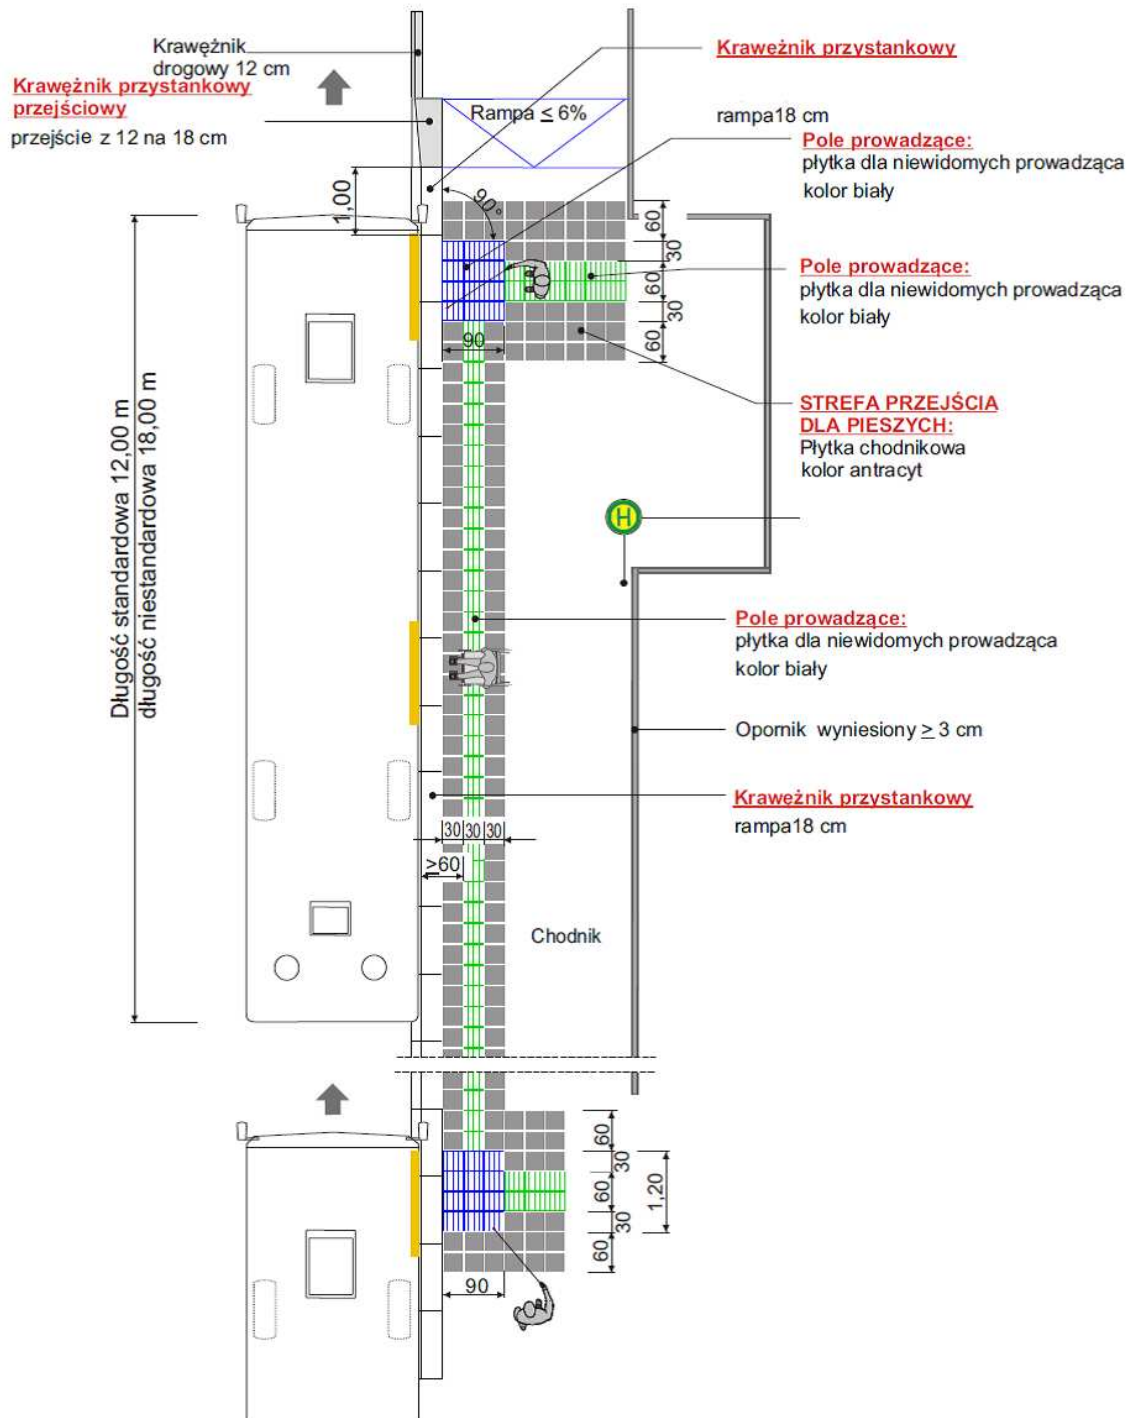 Krawężnik
drogowy 12 cm
Krawężnik przystankowy
przejściowy
przejście z 12 na 18 cm
Kraweżnik przystankowy
rampa18 cm
Rampa ≤ 6%
Pole prowadzące:
płytka dla niewidomych prowadząca
kolor biały
1,00
90°
60
30
60
30
60
Pole prowadzące:
płytka dla niewidomych prowadząca
kolor biały
90
STREFA PRZEJŚCIA
DLA PIESZYCH:
Płytka chodnikowa
kolor antracyt
H
Długość standardowa 12,00 m
długość niestandardowa 18,00 m
Pole prowadzące:
płytka dla niewidomych prowadząca
kolor biały
Opornik wyniesiony ≥ 3 cm
Kraweżnik przystankowy
rampa18 cm
30 30 30
≥60
Chodnik
60
30
60
30
60
1,20
90